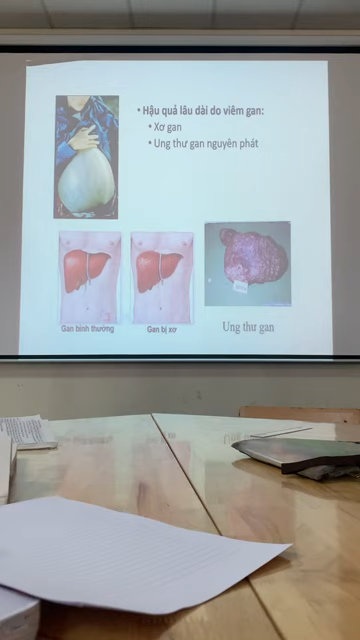 • Hậu quả lâu dài do viêm gan:
• Xơ gan
• Ung thư gan nguyên phát
Gan bình thường
Gan bị xơ
Ung thư gan